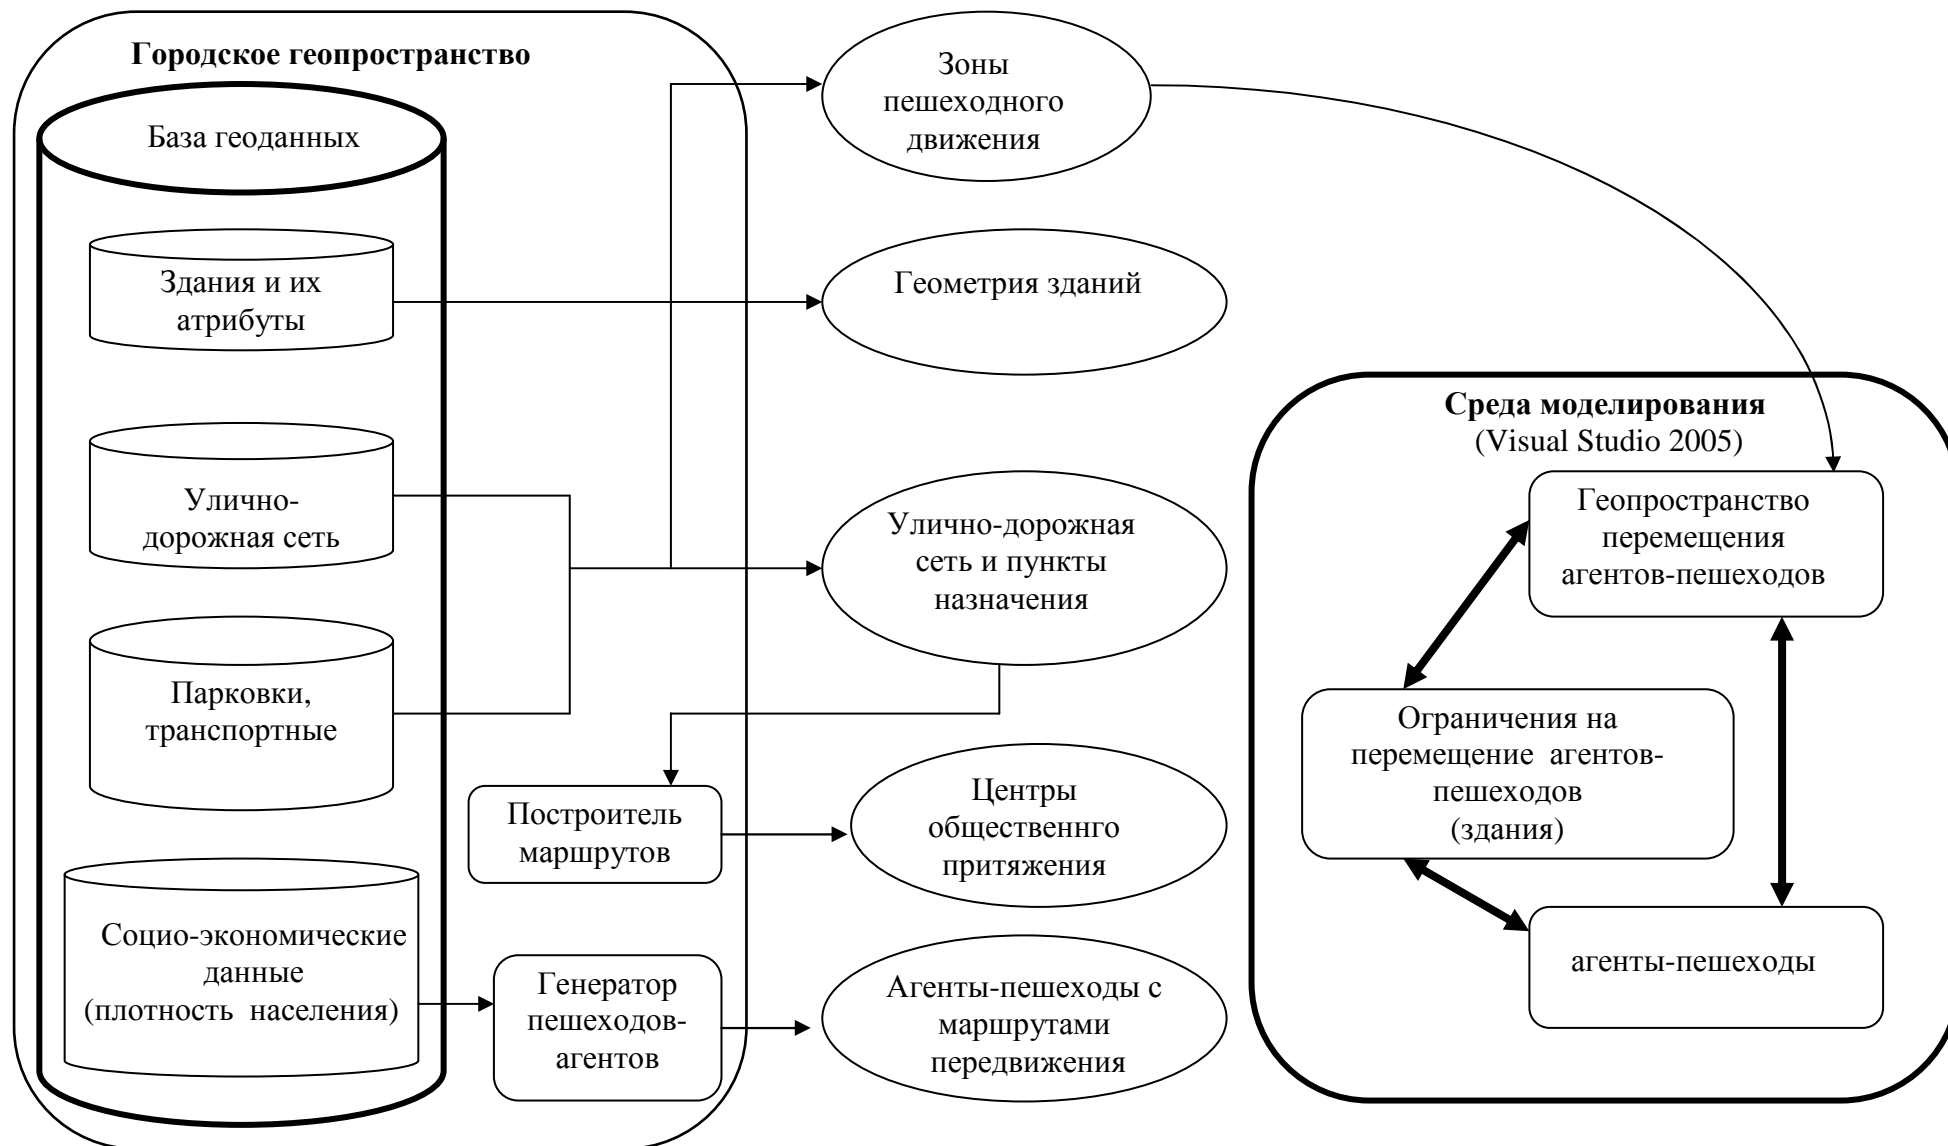 Городское геопространство
База геоданных
Здания и их
атрибуты
Улично-
дорожная сеть
Парковки,
транспортные
Социо-экономические
данные
(плотность населения)
Построитель
маршрутов
Генератор
пешеходов-
агентов
Зоны
пешеходного
движения
Геометрия зданий
Улично-дорожная
сеть и пункты
назначения
Центры
общественнго
притяжения
Агенты-пешеходы с
маршрутами
передвижения
Среда моделирования
(Visual Studio 2005)
Геопространство
перемещения
агентов-пешеходов
Ограничения на
перемещение агентов-
пешеходов
(здания)
агенты-пешеходы